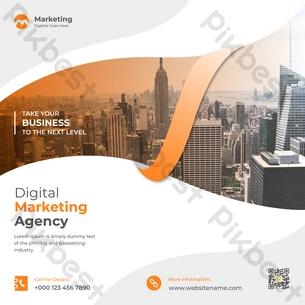 Marketing
Tagline Goes Here
TAKE YOUR
BUSINESS
TO THE NEXT LEVEL
Digital
Marketing
Agency
Lorem ipsum is simply
dummy text of the
printing and typesetting
industry.
Call For Details:
+000 123 456 7890
More information:
www.websitename.com
pikbest